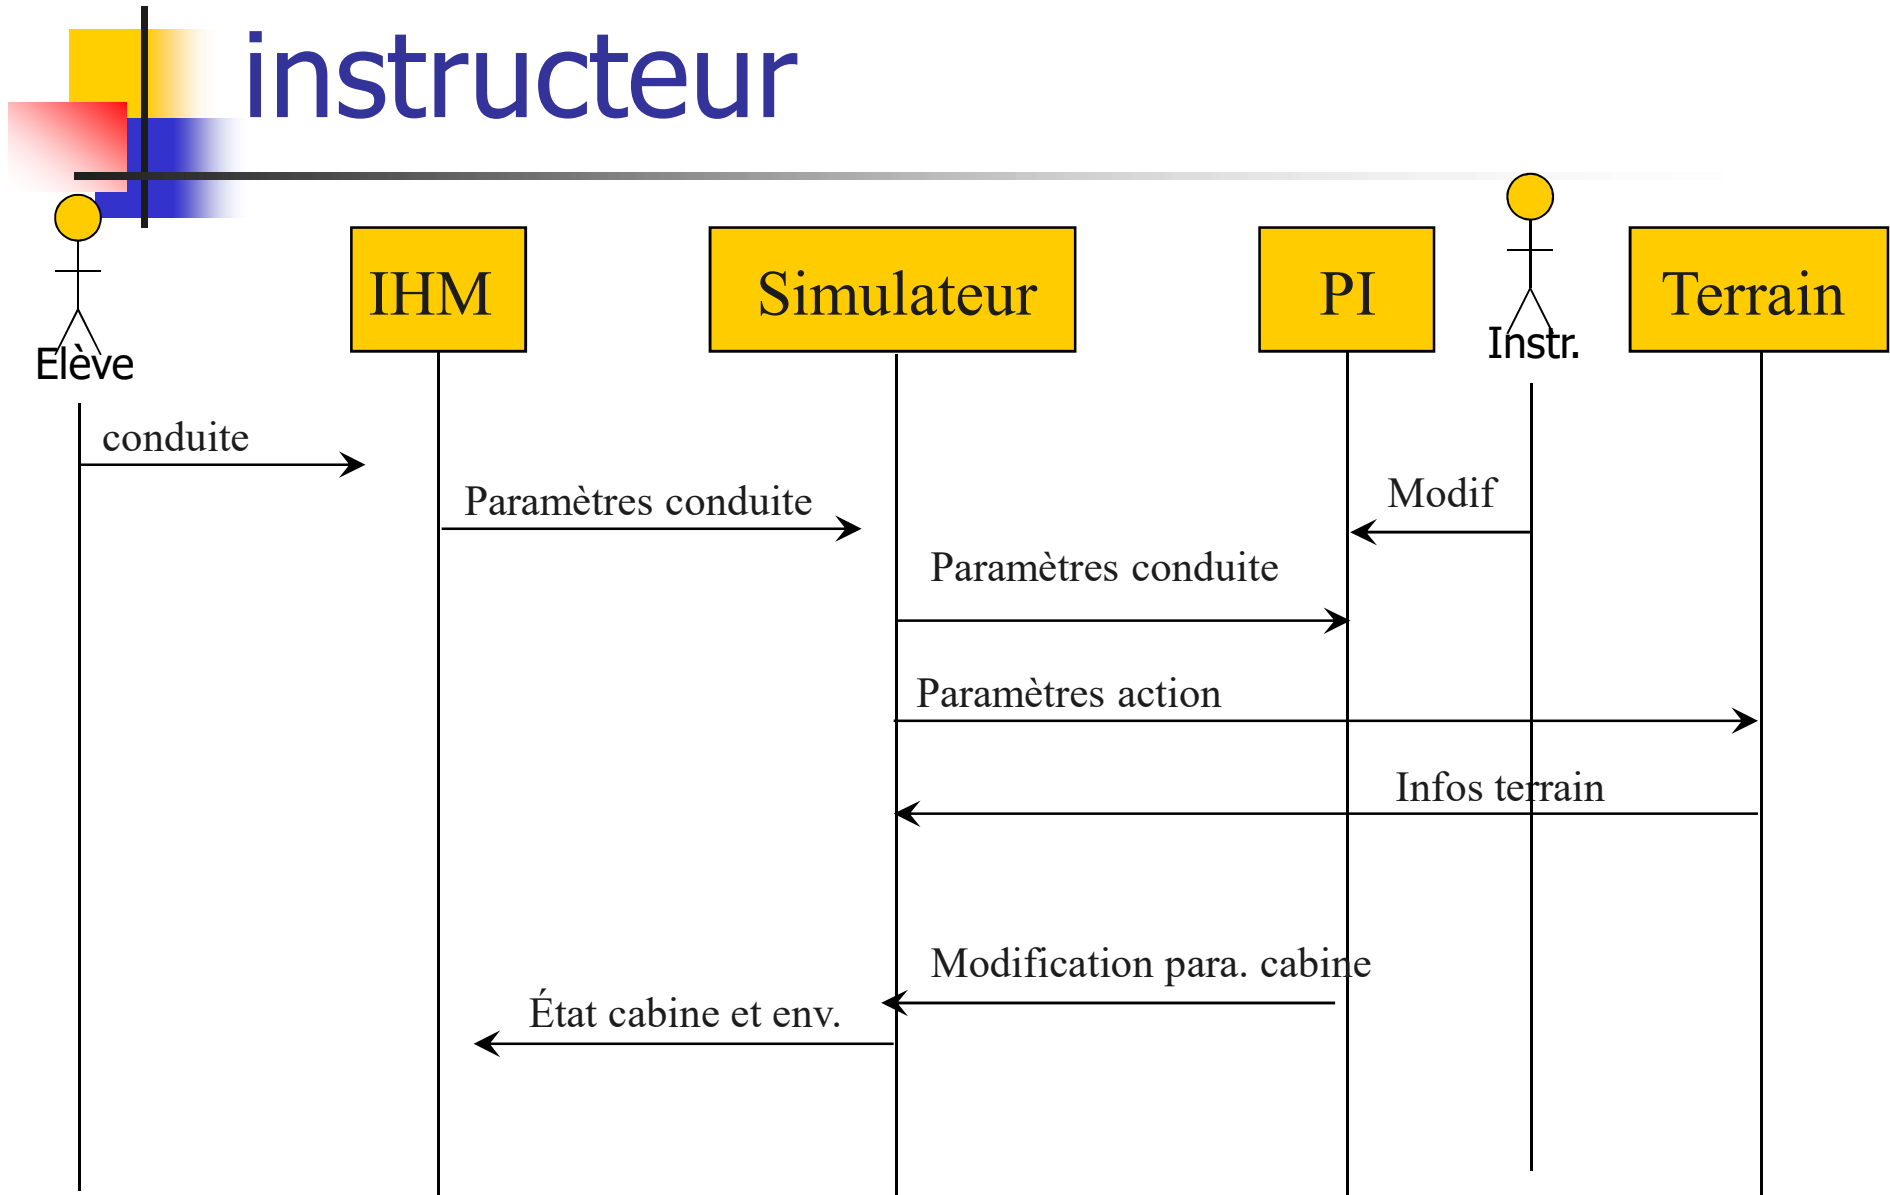 instructeur
IHM
Simulateur
PI
Terrain
Instr.
Elève
conduite
Paramètres conduite
Modif
Paramètres conduite
Paramètres action
Infos terrain
Modification para. cabine
État cabine et env.